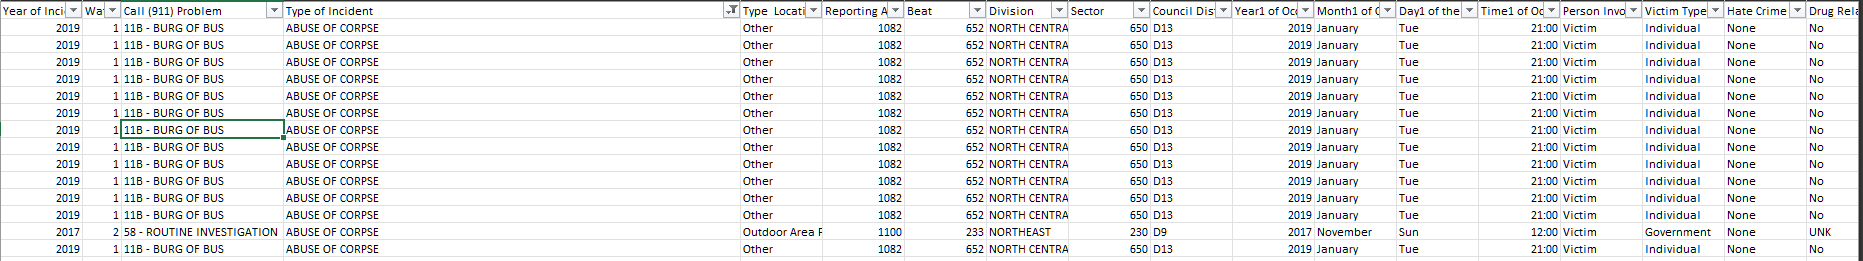 Year of Inci Wa Call (911) Problem Type of Incident Type Locati Reporting A Beat Division Sector Council Dis Year1 of Oc Month1 of O Day1 of the Time1 of Oc Person Invo Victim Type Hate Crime Drug Rela
2019 1 11B - BURG OF BUS ABUSE OF CORPSE Other 1082 652 NORTH CENTRA 650 D13 2019 January Tue 21:00 Victim Individual None No
2019 1 11B - BURG OF BUS ABUSE OF CORPSE Other 1082 652 NORTH CENTRA 650 D13 2019 January Tue 21:00 Victim Individual None No
2019 1 11B - BURG OF BUS ABUSE OF CORPSE Other 1082 652 NORTH CENTRA 650 D13 2019 January Tue 21:00 Victim Individual None No
2019 1 11B - BURG OF BUS ABUSE OF CORPSE Other 1082 652 NORTH CENTRA 650 D13 2019 January Tue 21:00 Victim Individual None No
2019 1 11B - BURG OF BUS ABUSE OF CORPSE Other 1082 652 NORTH CENTRA 650 D13 2019 January Tue 21:00 Victim Individual None No
2019 1 11B - BURG OF BUS ABUSE OF CORPSE Other 1082 652 NORTH CENTRA 650 D13 2019 January Tue 21:00 Victim Individual None No
2019 1 11B - BURG OF BUS ABUSE OF CORPSE Other 1082 652 NORTH CENTRA 650 D13 2019 January Tue 21:00 Victim Individual None No
2019 1 11B - BURG OF BUS ABUSE OF CORPSE Other 1082 652 NORTH CENTRA 650 D13 2019 January Tue 21:00 Victim Individual None No
2019 1 11B - BURG OF BUS ABUSE OF CORPSE Other 1082 652 NORTH CENTRA 650 D13 2019 January Tue 21:00 Victim Individual None No
2019 1 11B - BURG OF BUS ABUSE OF CORPSE Other 1082 652 NORTH CENTRA 650 D13 2019 January Tue 21:00 Victim Individual None No
2019 1 11B - BURG OF BUS ABUSE OF CORPSE Other 1082 652 NORTH CENTRA 650 D13 2019 January Tue 21:00 Victim Individual None No
2019 1 11B - BURG OF BUS ABUSE OF CORPSE Other 1082 652 NORTH CENTRA 650 D13 2019 January Tue 21:00 Victim Individual None No
2017 2 58 - ROUTINE INVESTIGATION ABUSE OF CORPSE Outdoor Area P 1100 233 NORTHEAST 230 D9 2017 November Sun 12:00 Victim Government None UNK
2019 1 11B - BURG OF BUS ABUSE OF CORPSE Other 1082 652 NORTH CENTRA 650 D13 2019 January Tue 21:00 Victim Individual None No